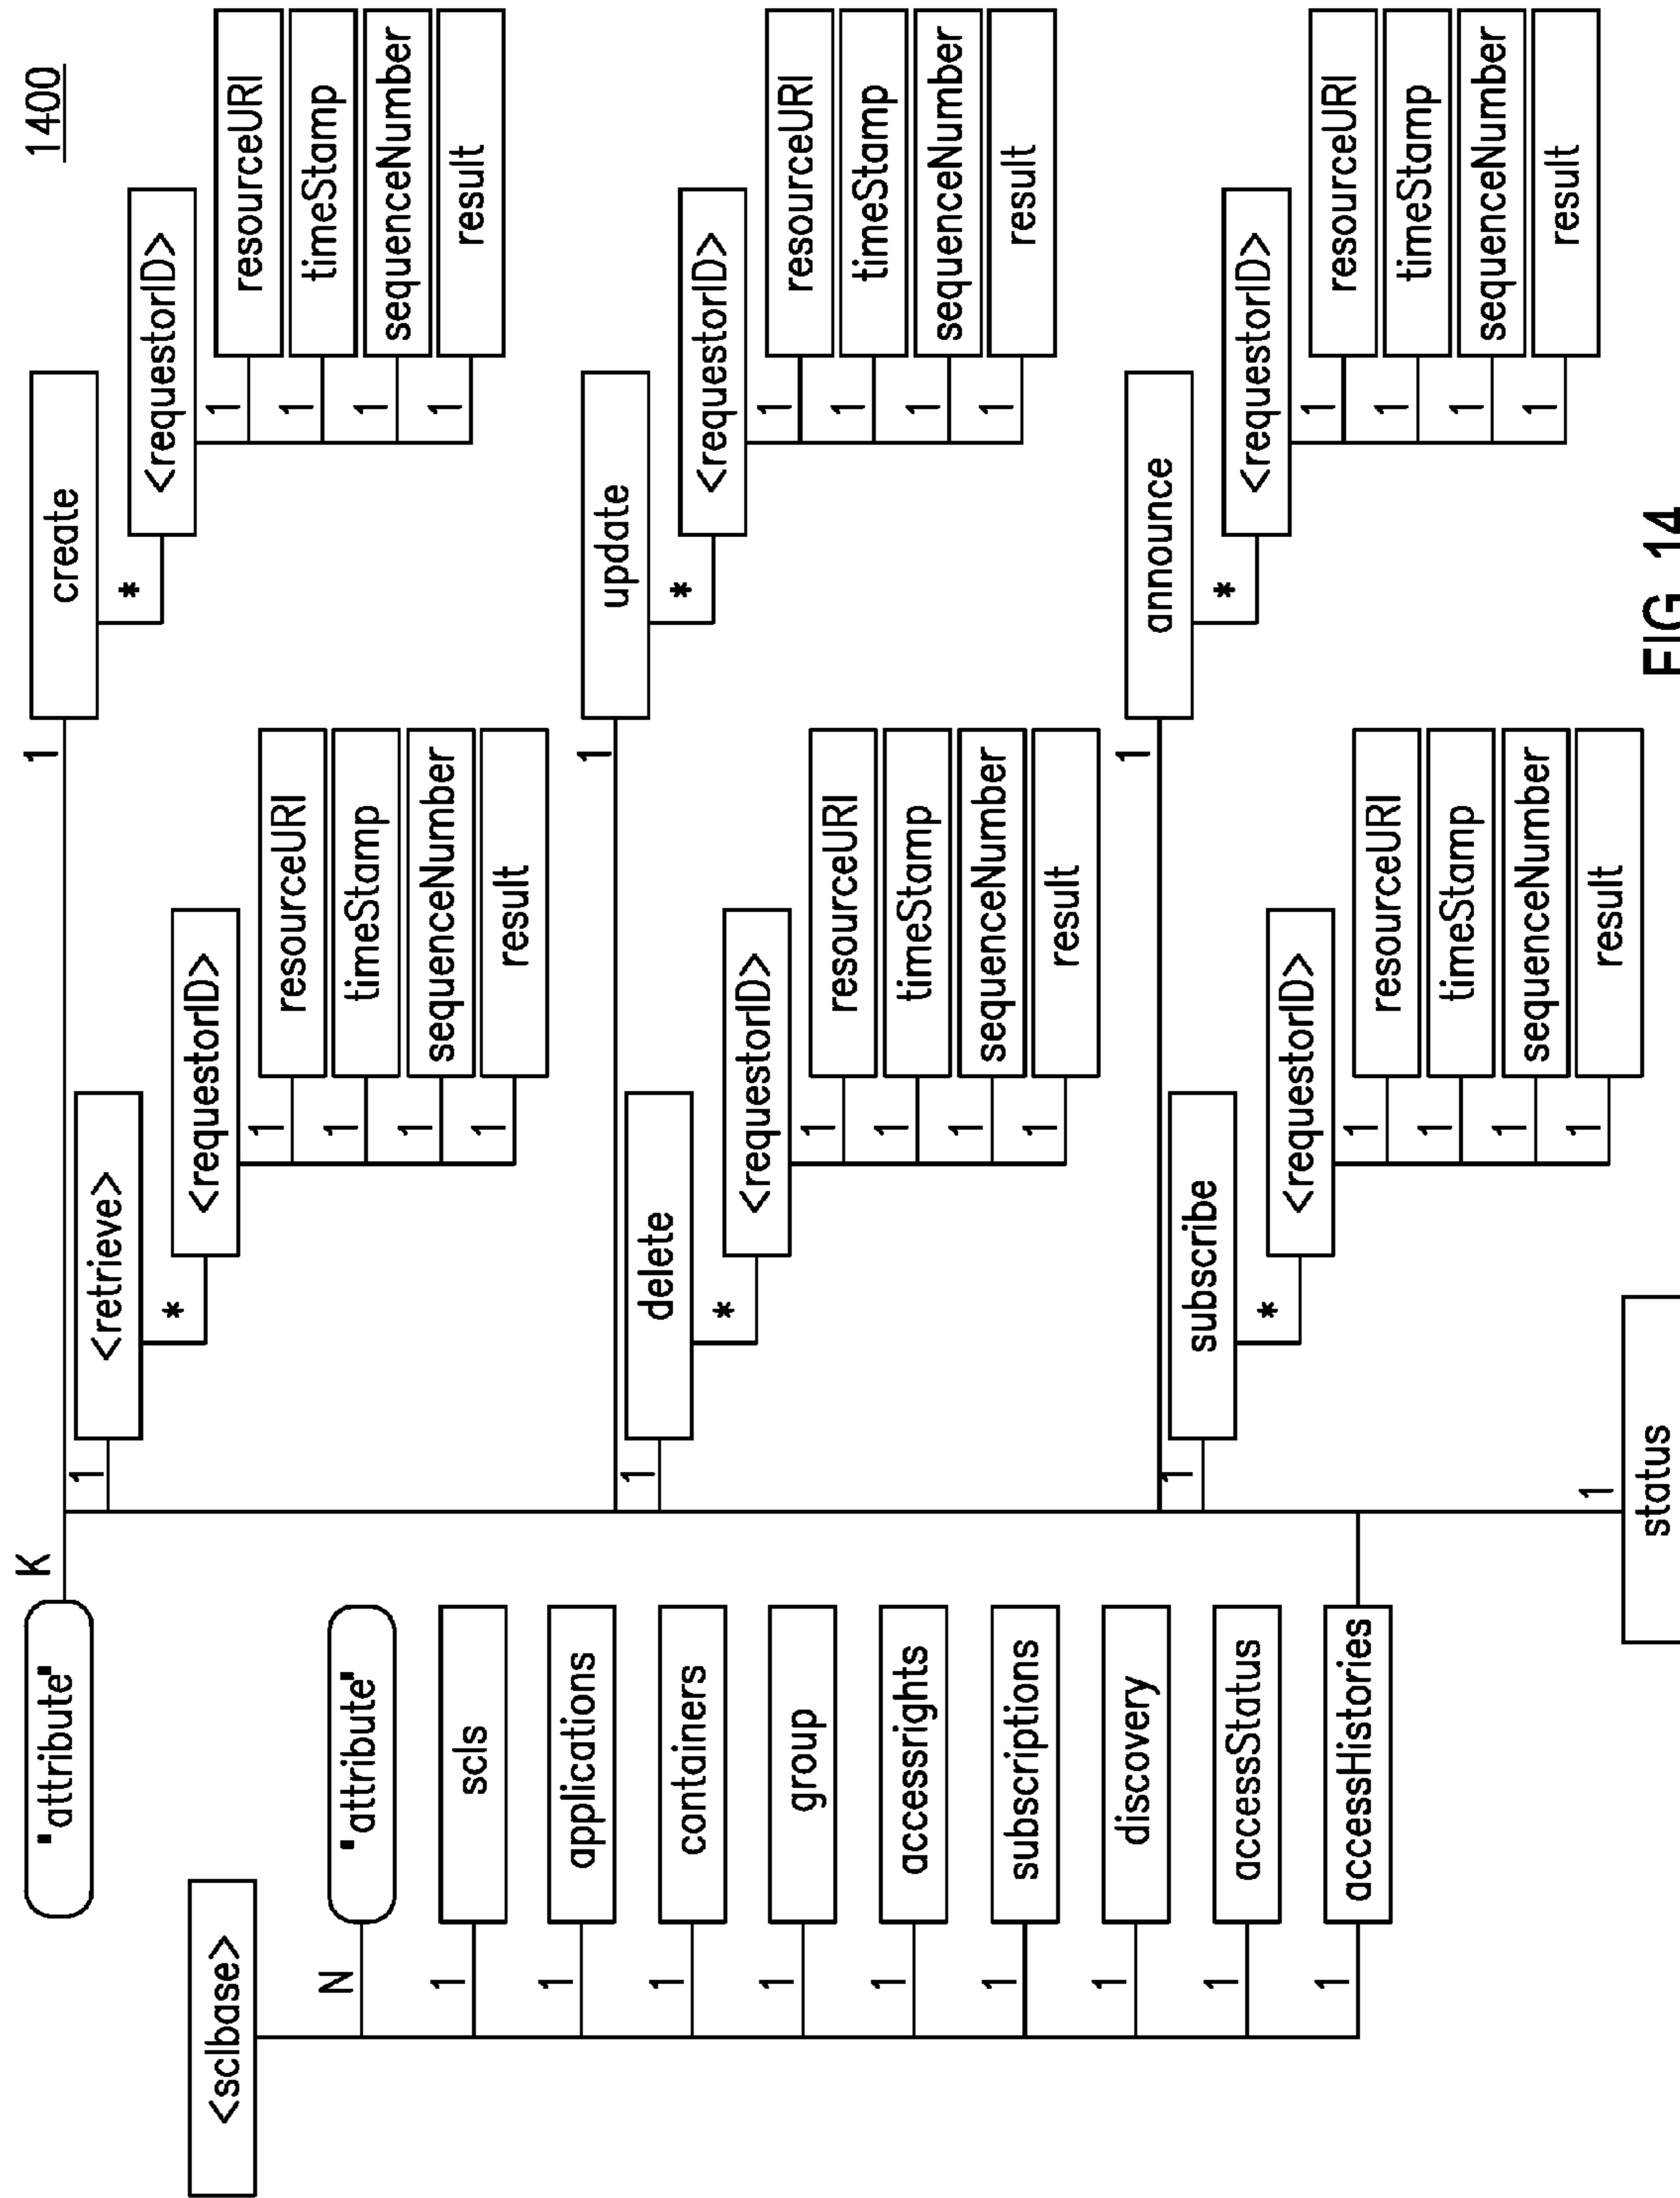 1400
"attribute"
K
1
create
*
<requestorID>
1
resourceURI
1
timeStamp
1
sequenceNumber
1
result
1
<retrieve>
*
<requestorID>
1
resourceURI
1
timeStamp
1
sequenceNumber
1
result
<sclbase>
N
"attribute"
1
scls
1
applications
1
containers
1
group
1
accessrights
1
subscriptions
1
discovery
1
accessStatus
1
accessHistories
1
update
*
<requestorID>
1
resourceURI
1
timeStamp
1
sequenceNumber
1
result
1
delete
*
<requestorID>
1
resourceURI
1
timeStamp
1
sequenceNumber
1
result
1
announce
*
<requestorID>
1
resourceURI
1
timeStamp
1
sequenceNumber
1
result
1
subscribe
*
<requestorID>
1
resourceURI
1
timeStamp
1
sequenceNumber
1
result
1
status
FIG 14